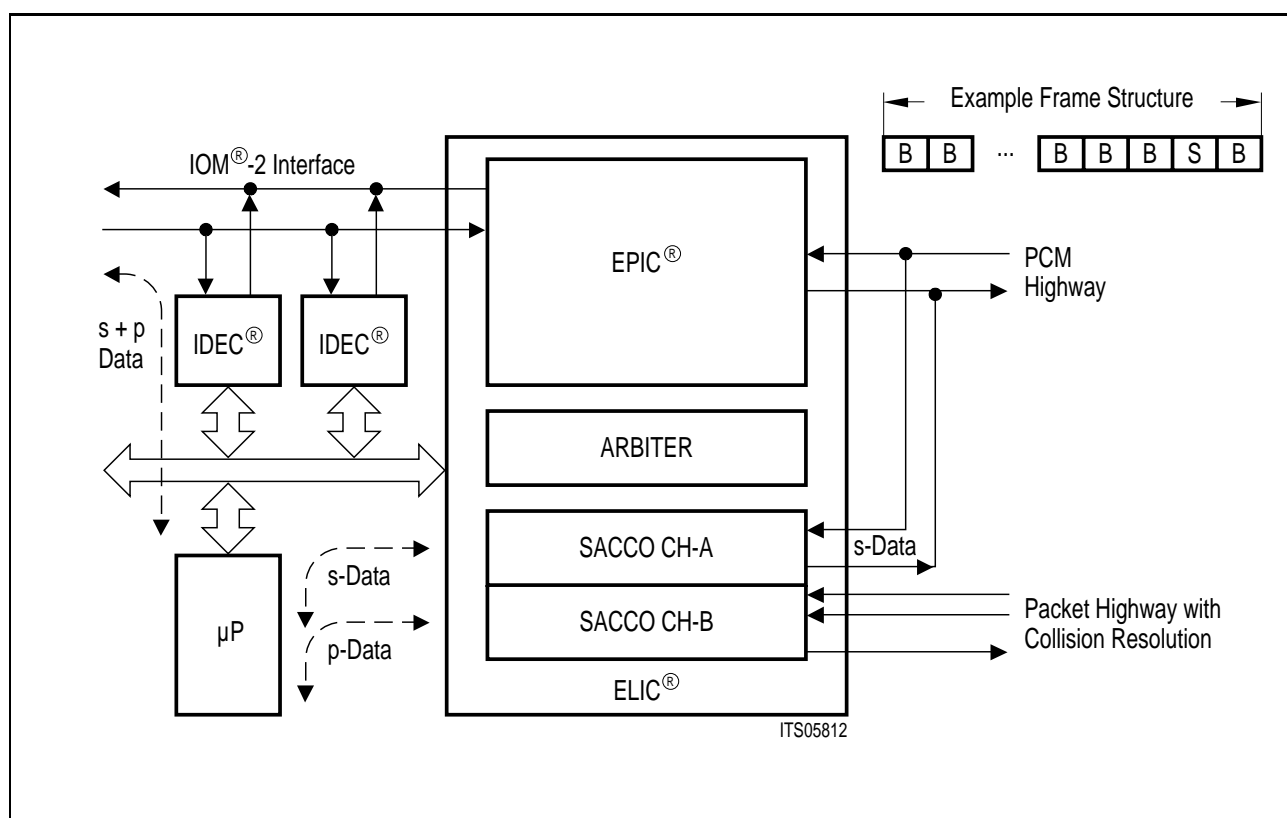 Example Frame Structure
B B ... B B B S B
IOM®-2 Interface
EPIC®
PCM
Highway
s + p
Data
IDEC®
IDEC®
ARBITER
SACCO CH-A
s-Data
s-Data
SACCO CH-B
Packet Highway with
Collision Resolution
µP
p-Data
ELIC®
ITS05812